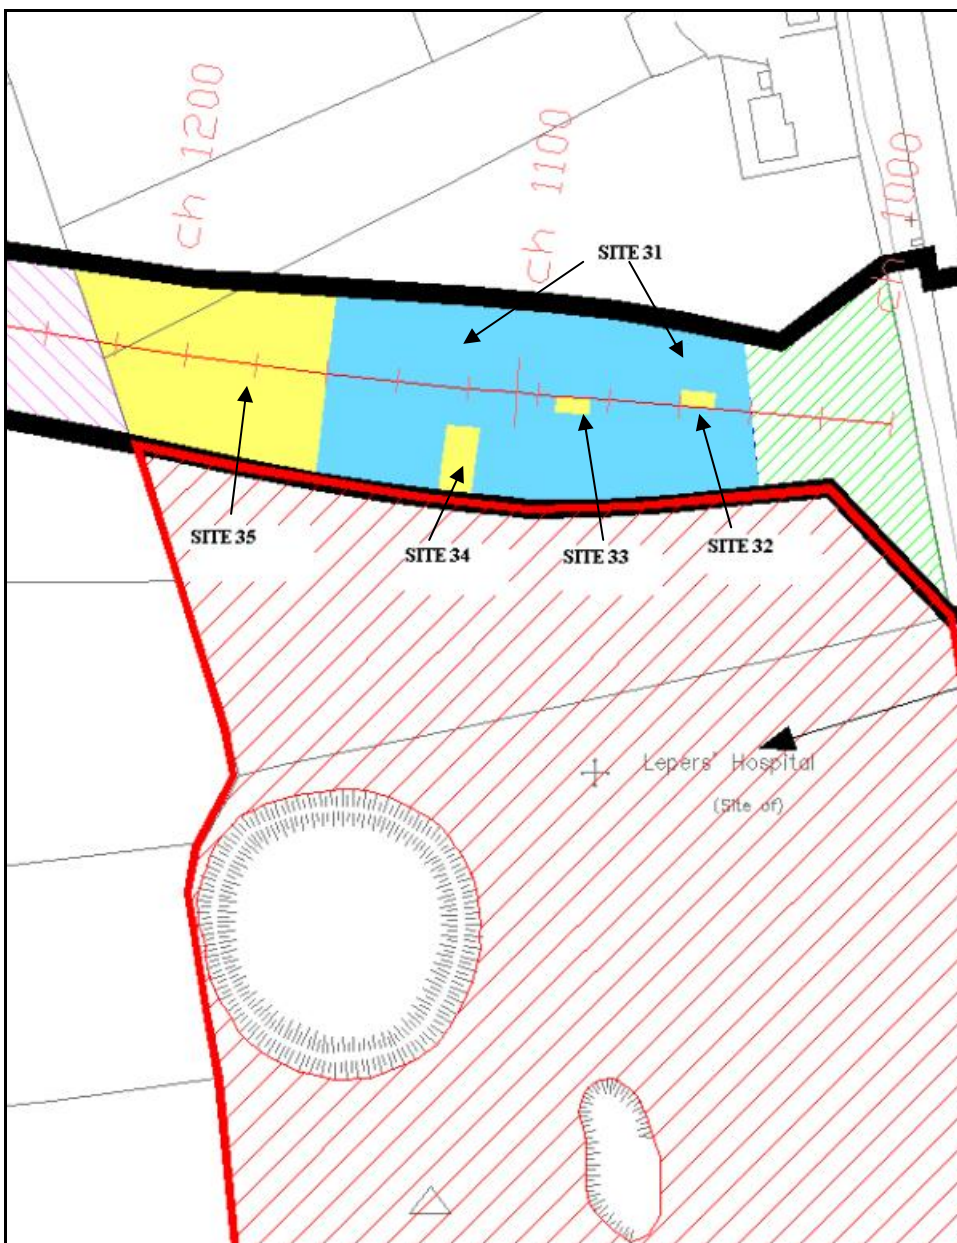 ch 1200
ch 1100
ch 1000
SITE 31
SITE 35
SITE 34
SITE 33
SITE 32
Lepers' Hospital
(Site of)